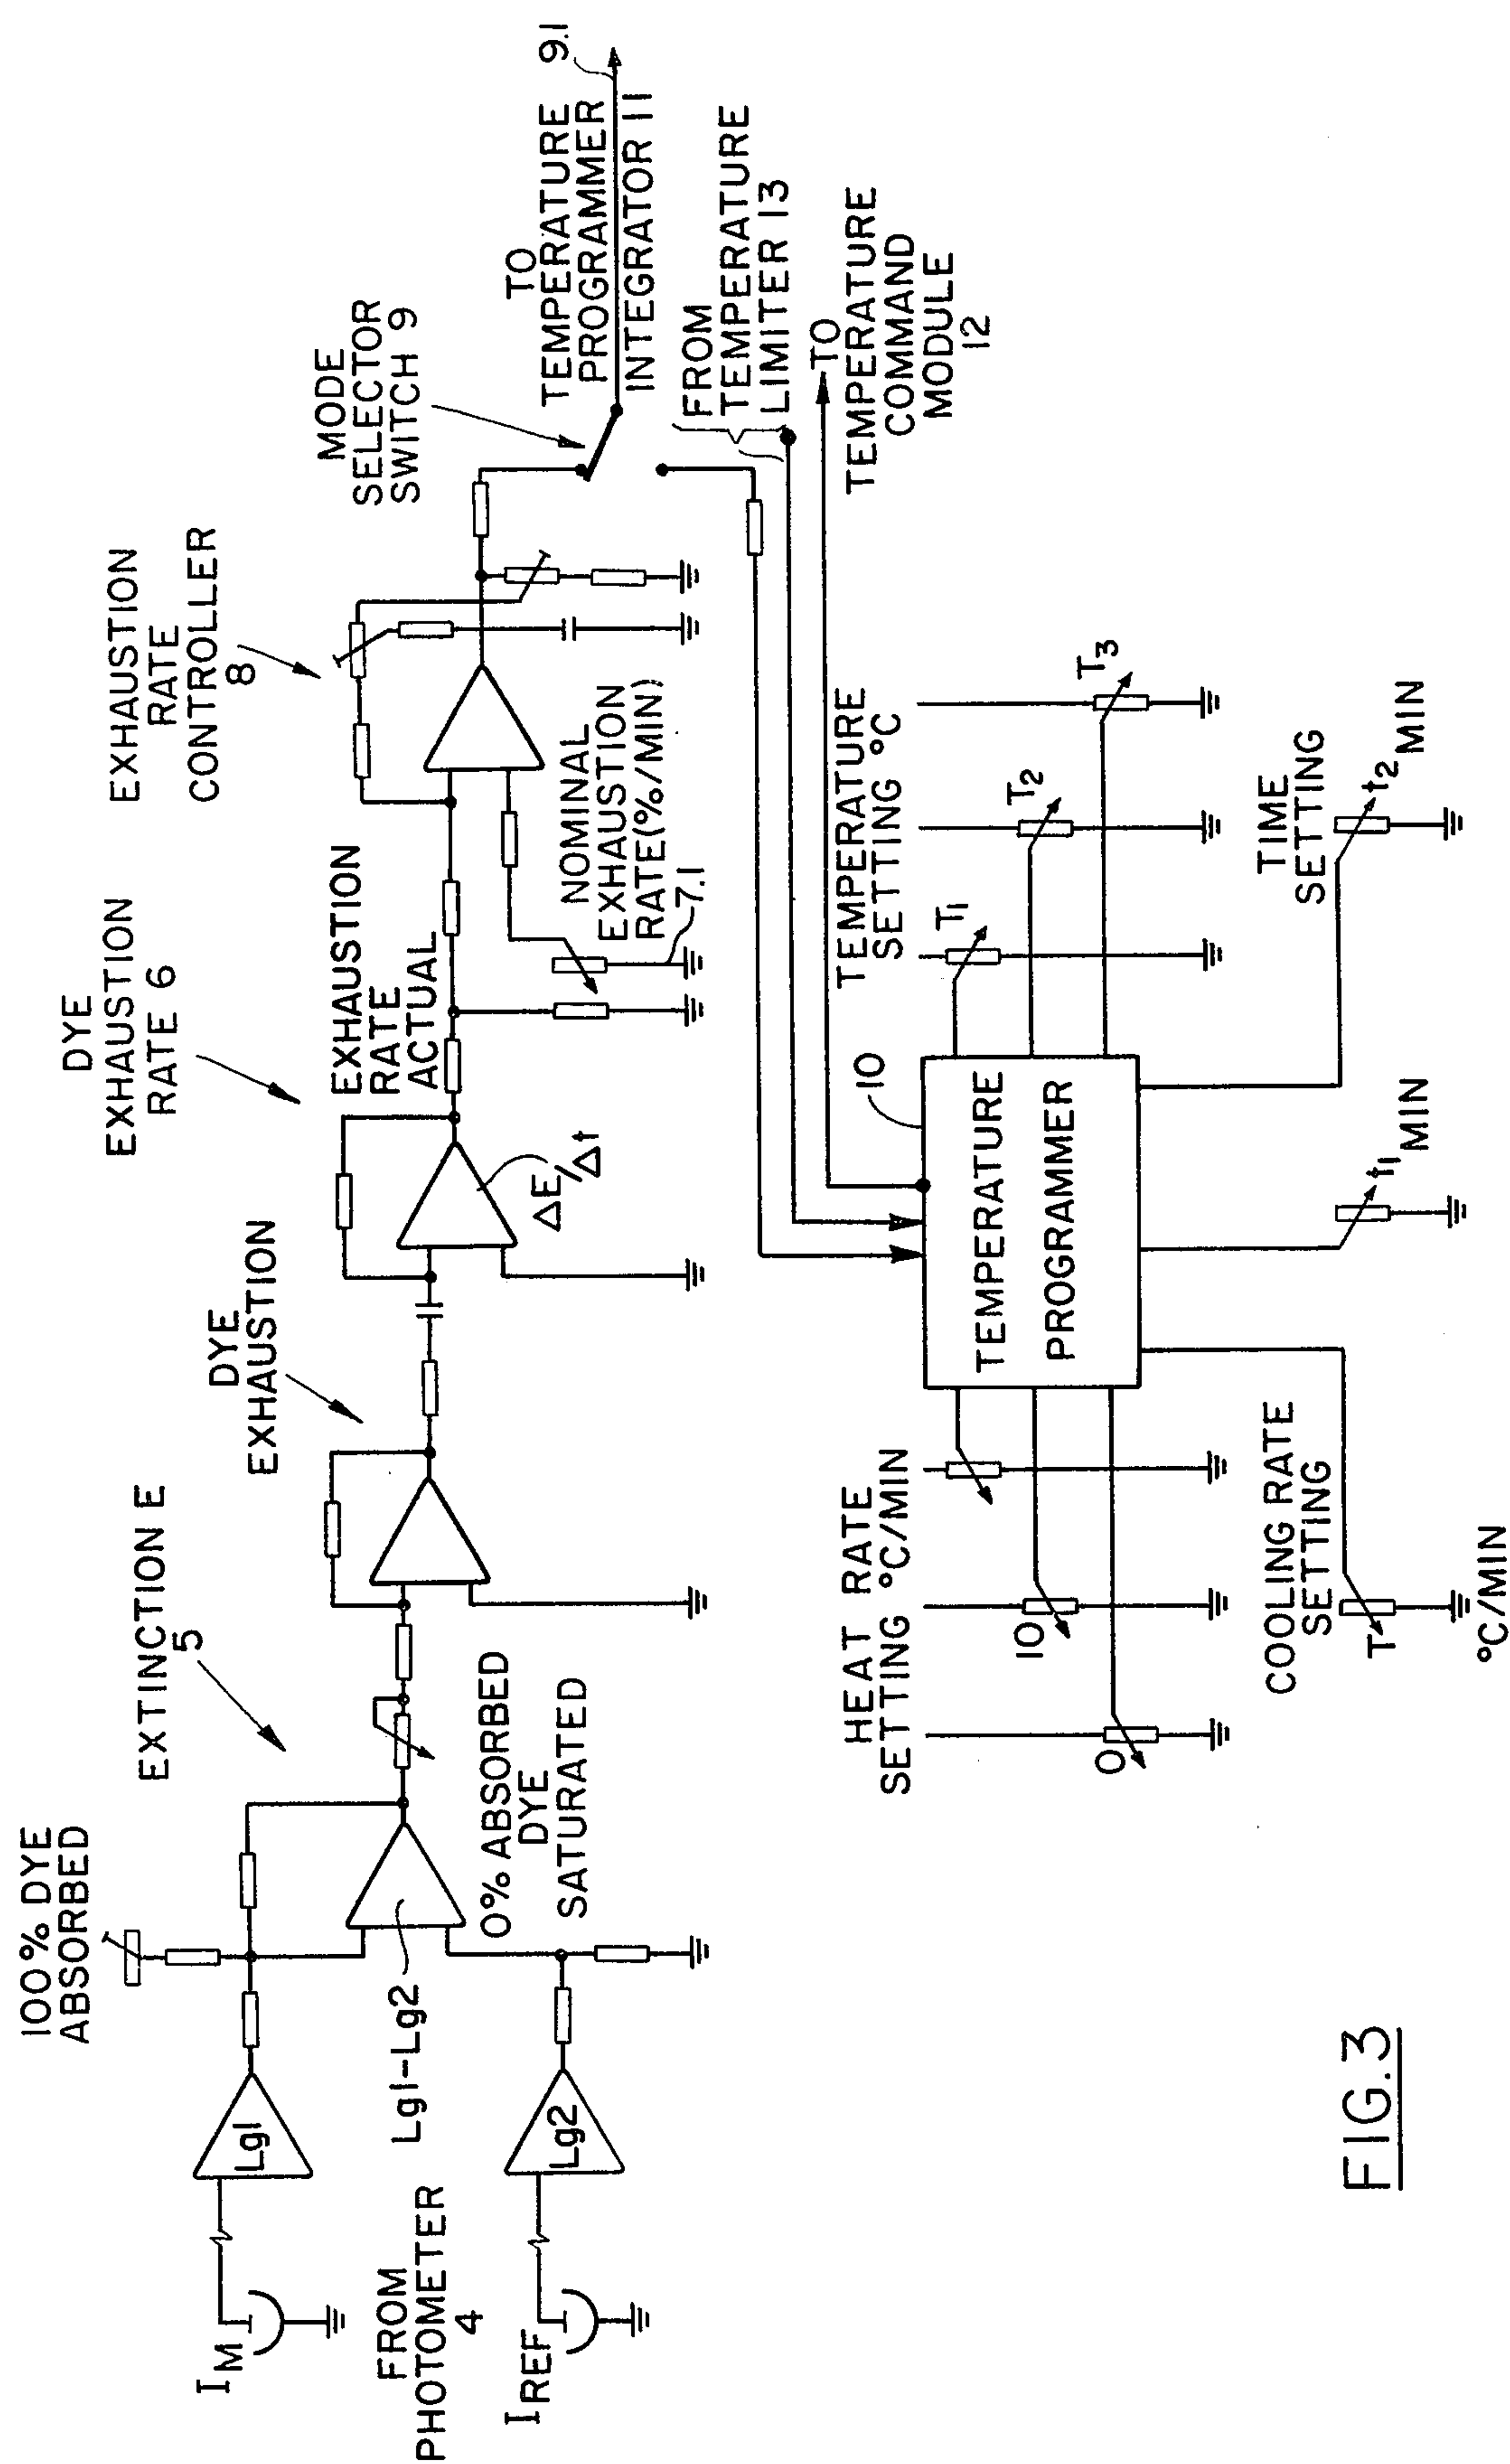 100% DYE
ABSORBED
EXTINCTION E
5
DYE
EXHAUSTION
DYE
EXHAUSTION
RATE 6
EXHAUSTION
RATE
CONTROLLER
8
MODE
SELECTOR
SWITCH 9
TO
TEMPERATURE
PROGRAMMER
INTEGRATOR 11
9.1
IM
Lg1
FROM
PHOTOMETER
4
Lg1-Lg2
IREF
Lg2
0% ABSORBED
DYE
SATURATED
ΔE/Δt
EXHAUSTION
RATE
ACTUAL
NOMINAL
EXHAUSTION
RATE(%/MIN)
7.1
FROM
TEMPERATURE
LIMITER 13
TO
TEMPERATURE
COMMAND
MODULE
12
HEAT RATE
SETTING °C/MIN
0
10
10
TEMPERATURE
PROGRAMMER
TEMPERATURE
SETTING °C
T1
T2
T3
COOLING RATE
SETTING
T
°C/MIN
t1 MIN
TIME
SETTING
t2 MIN
FIG.3